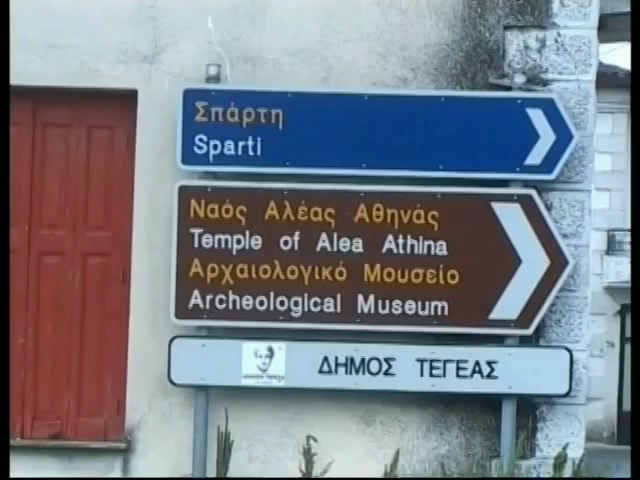 Σπάρτη
Sparti
Ναός Αλέας Αθηνάς
Temple of Alea Athina
Αρχαιολογικό Μουσείο
Archeological Museum
ΔΗΜΟΣ ΤΕΓΕΑΣ